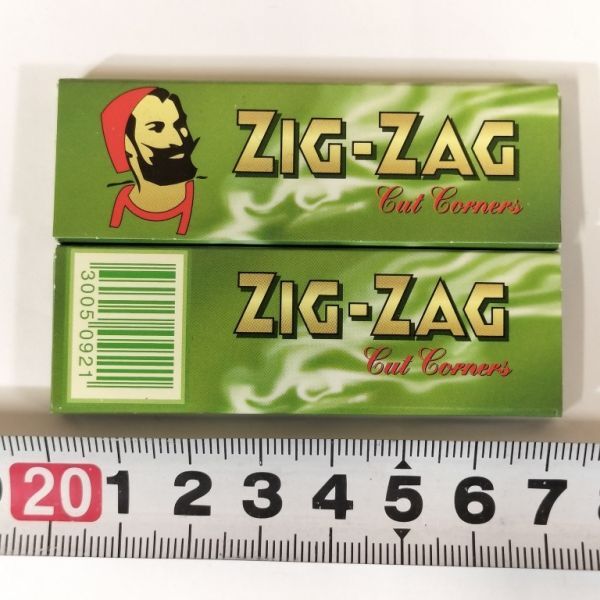 ZIG-ZAG
Cut Corners
ZIG-ZAG
Cut Corners
3005 0921
20 1 2 3 4 5 6 7